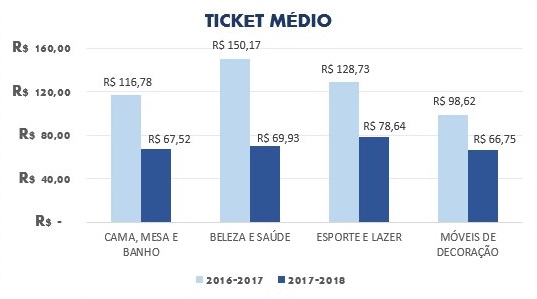 TICKET MÉDIO
R$ 160,00
R$ 120,00
R$ 80,00
R$ 40,00
R$ -
R$ 116,78
R$ 67,52
R$ 150,17
R$ 69,93
R$ 128,73
R$ 78,64
R$ 98,62
R$ 66,75
CAMA, MESA E
BANHO
BELEZA E SAÚDE
ESPORTE E LAZER
MÓVEIS DE
DECORAÇÃO
2016-2017
2017-2018